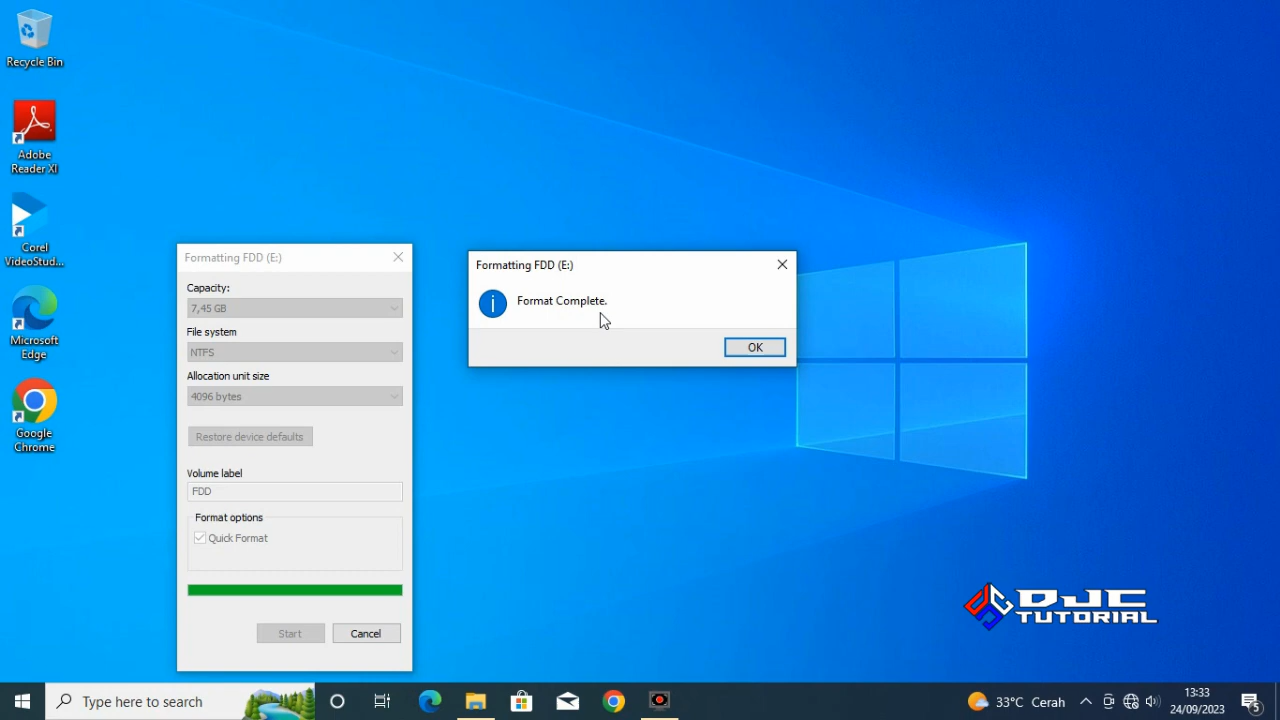 Recycle Bin
Adobe
Reader XI
Corel
VideoStud...
Microsoft
Edge
Google
Chrome
Formatting FDD (E:)
Capacity:
7,45 GB
File system
NTFS
Allocation unit size
4096 bytes
Restore device defaults
Volume label
FDD
Format options
Quick Format
Start
Cancel
Formatting FDD (E:)
Format Complete.
OK
DJC
TUTORIAL
Type here to search
33°C Cerah
13:33
24/09/2023
5